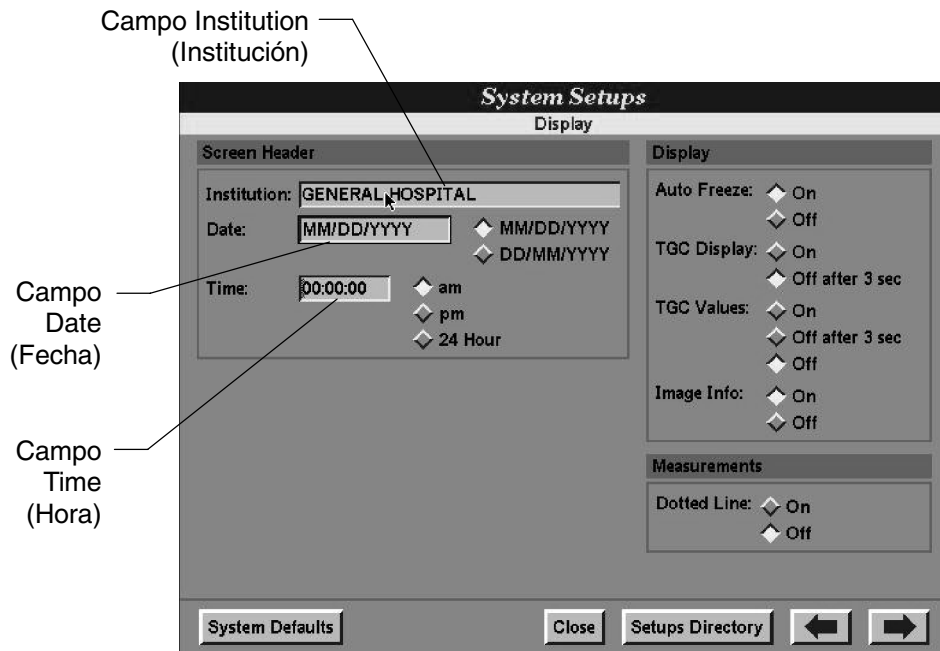 Campo Institution
(Institución)
System Setups
Display
Screen Header
Institution: GENERAL HOSPITAL
Date: MM/DD/YYYY MM/DD/YYYY
DD/MM/YYYY
Time: 00:00:00 am
pm
24 Hour
Campo
Date
(Fecha)
Campo
Time
(Hora)
Display
Auto Freeze: On
Off
TGC Display: On
Off after 3 sec
TGC Values: On
Off after 3 sec
Off
Image Info: On
Off
Measurements
Dotted Line: On
Off
System Defaults Close Setups Directory